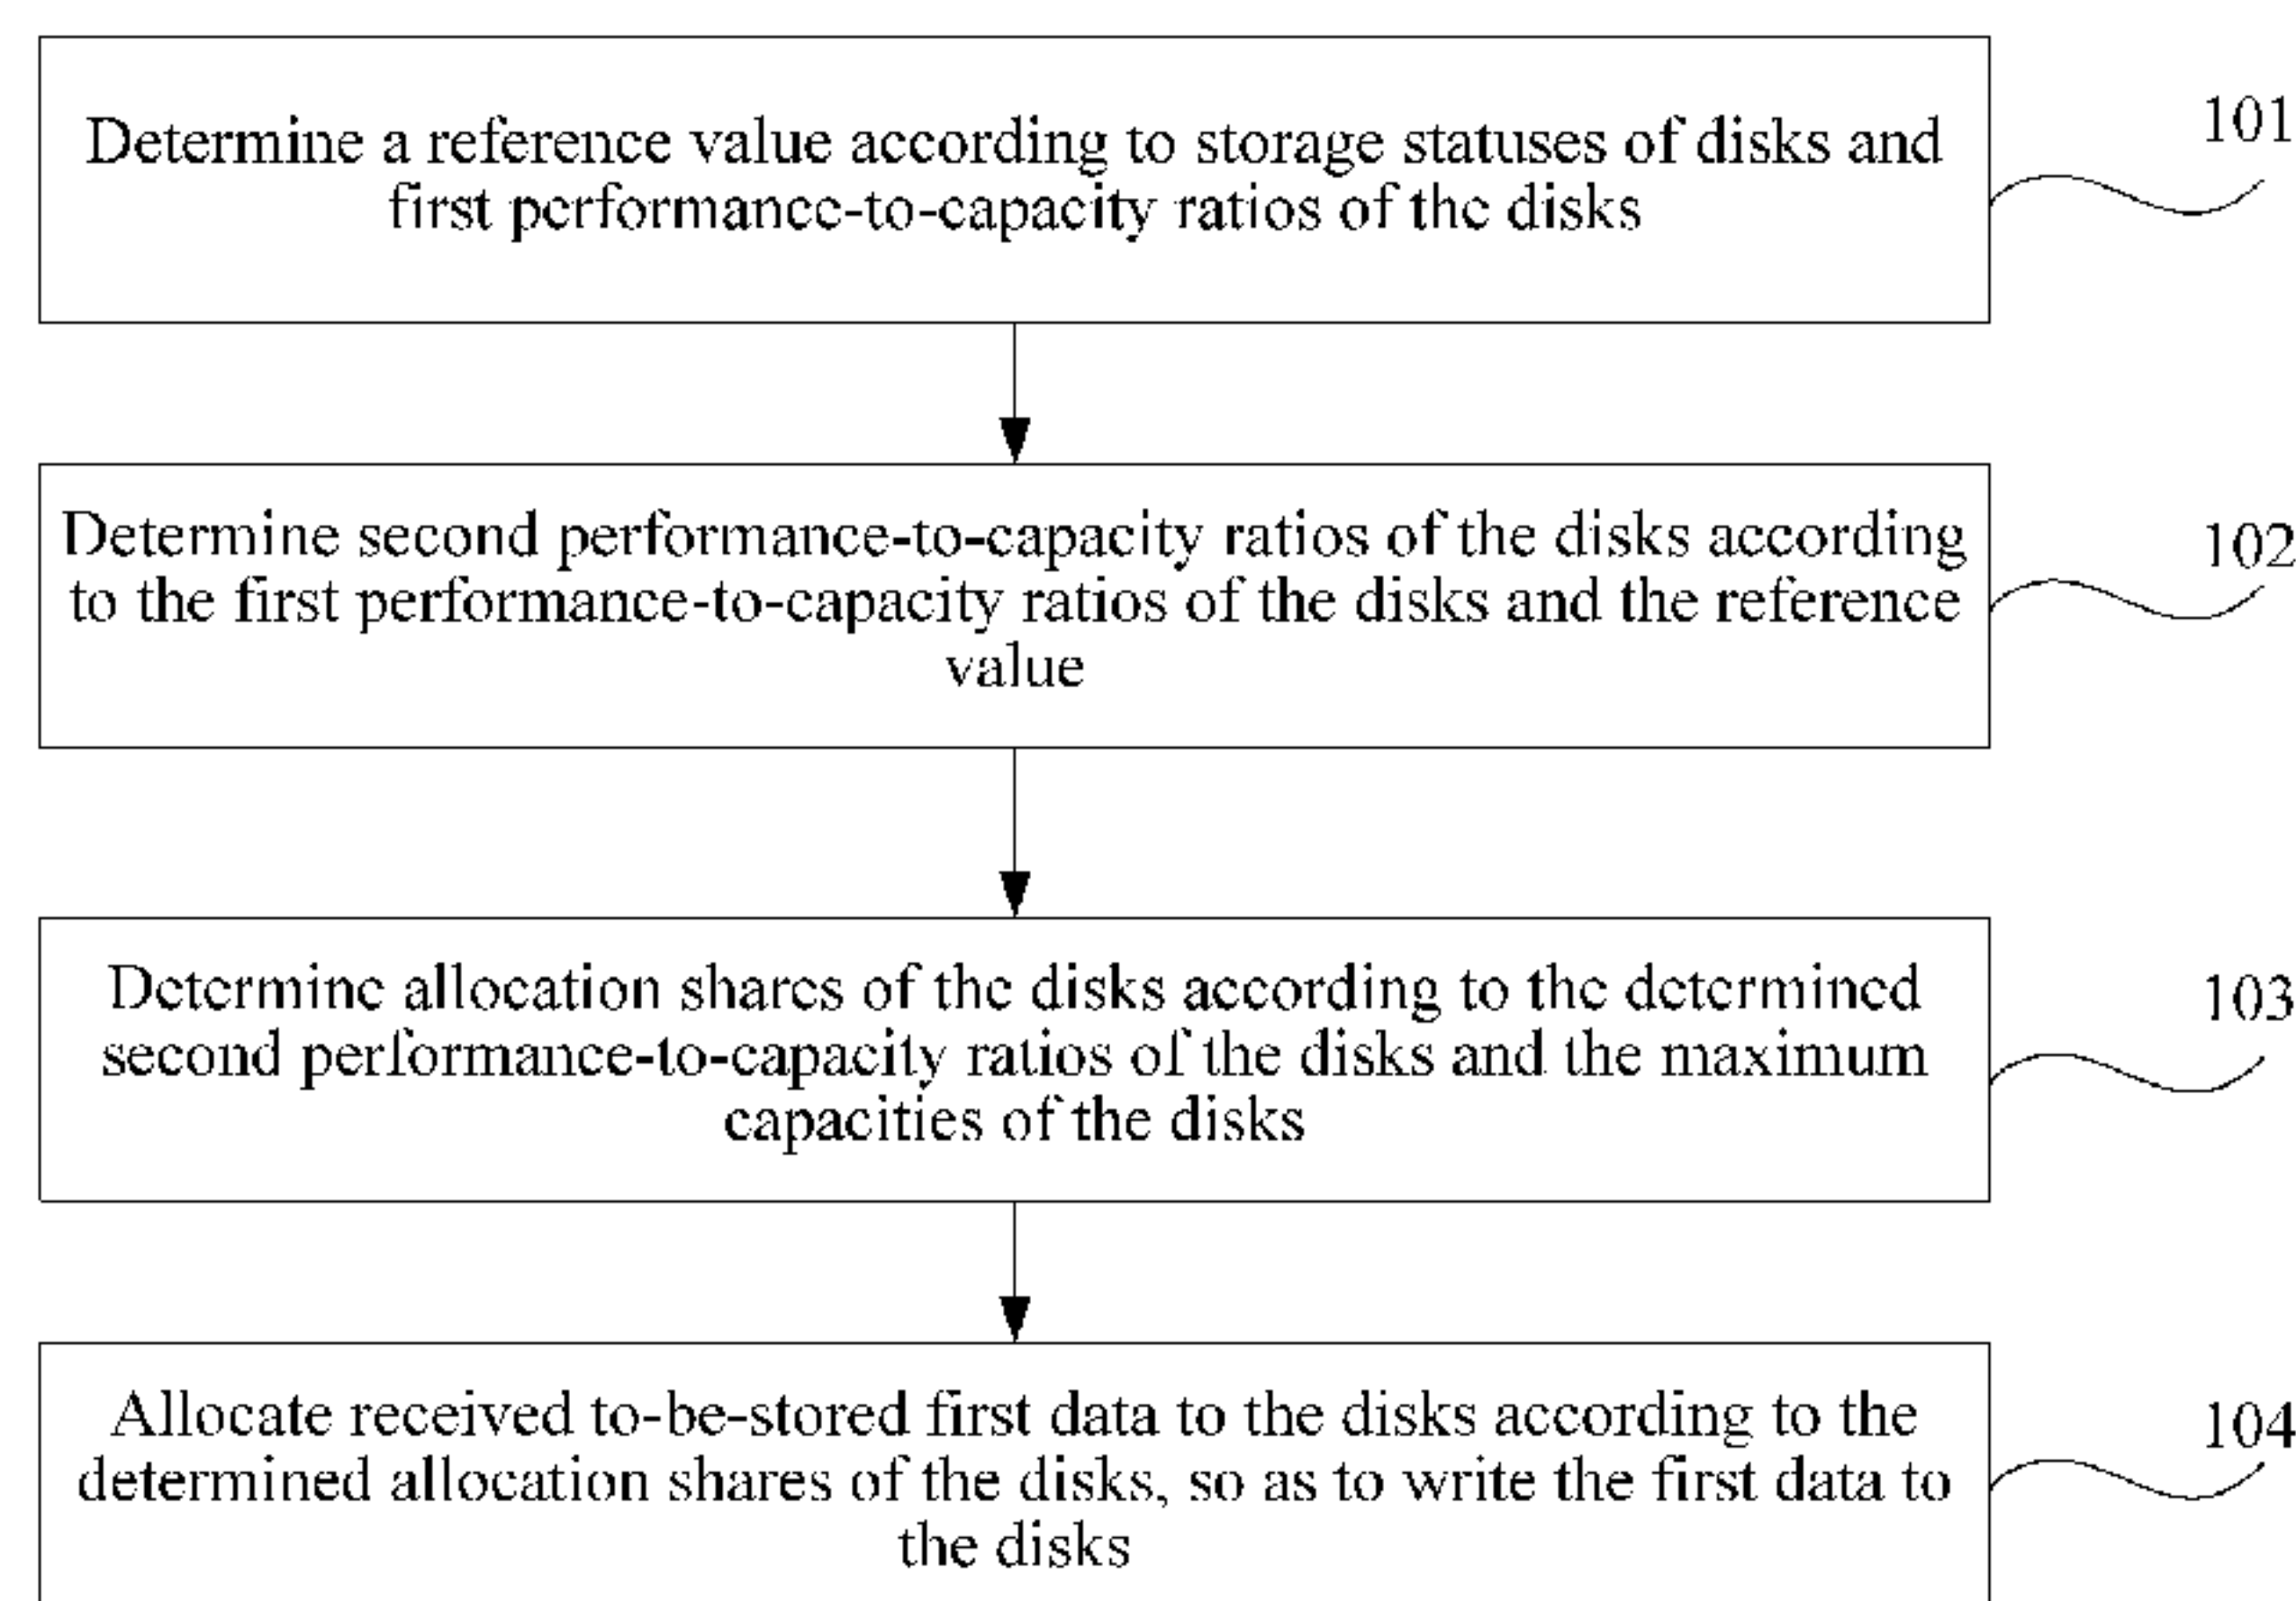 Determine a reference value according to storage statuses of disks and
first performance-to-capacity ratios of the disks
101
Determine second performance-to-capacity ratios of the disks according
to the first performance-to-capacity ratios of the disks and the reference
value
102
Determine allocation shares of the disks according to the determined
second performance-to-capacity ratios of the disks and the maximum
capacities of the disks
103
Allocate received to-be-stored first data to the disks according to the
determined allocation shares of the disks, so as to write the first data to
the disks
104